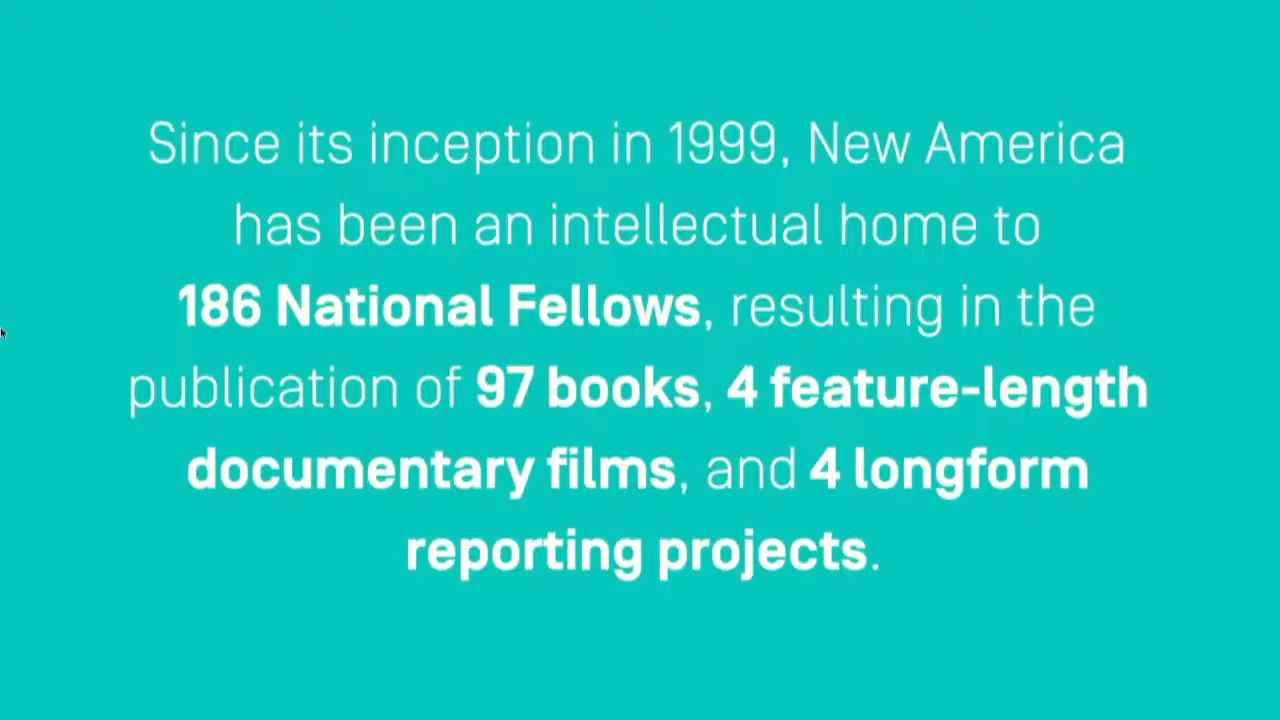 Since its inception in 1999, New America
has been an intellectual home to
186 National Fellows, resulting in the
publication of 97 books, 4 feature-length
documentary films, and 4 longform
reporting projects.